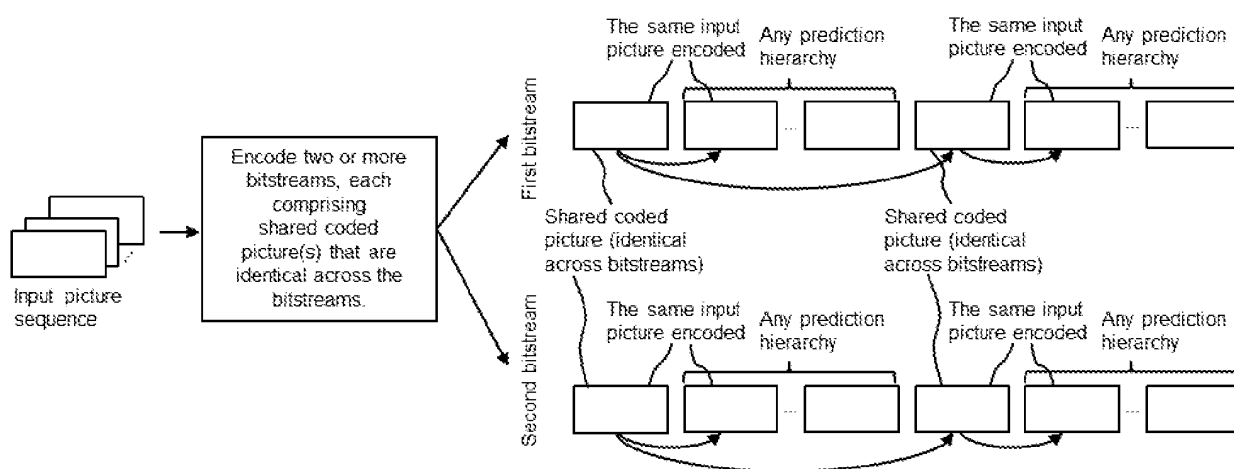 The same input
picture encoded
Any prediction
hierarchy
The same input
picture encoded
Any prediction
hierarchy
First bitstream
...
...
Encode two or more
bitstreams, each
comprising
shared coded
picture(s) that are
identical across the
bitstreams.
...
Input picture
sequence
Shared coded
picture (identical
across bitstreams)
Shared coded
picture (identical
across bitstreams)
The same input
picture encoded
Any prediction
hierarchy
The same input
picture encoded
Any prediction
hierarchy
Second bitstream
...
...